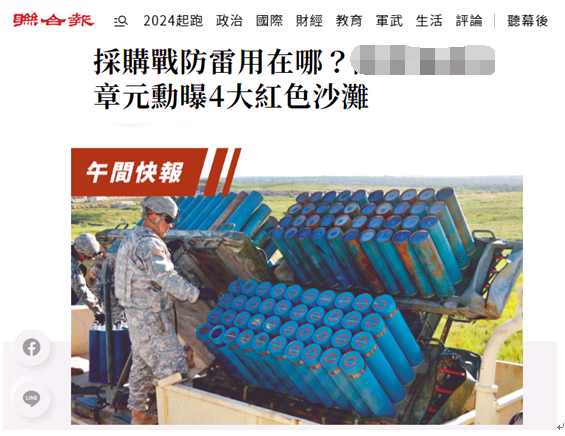 聯合報 2024起跑 政治 國際 財經 教育 軍武 生活 評論 聽幕後
採購戰防雷用在哪？
章元勳曝4大紅色沙灘
午間快報
LINE